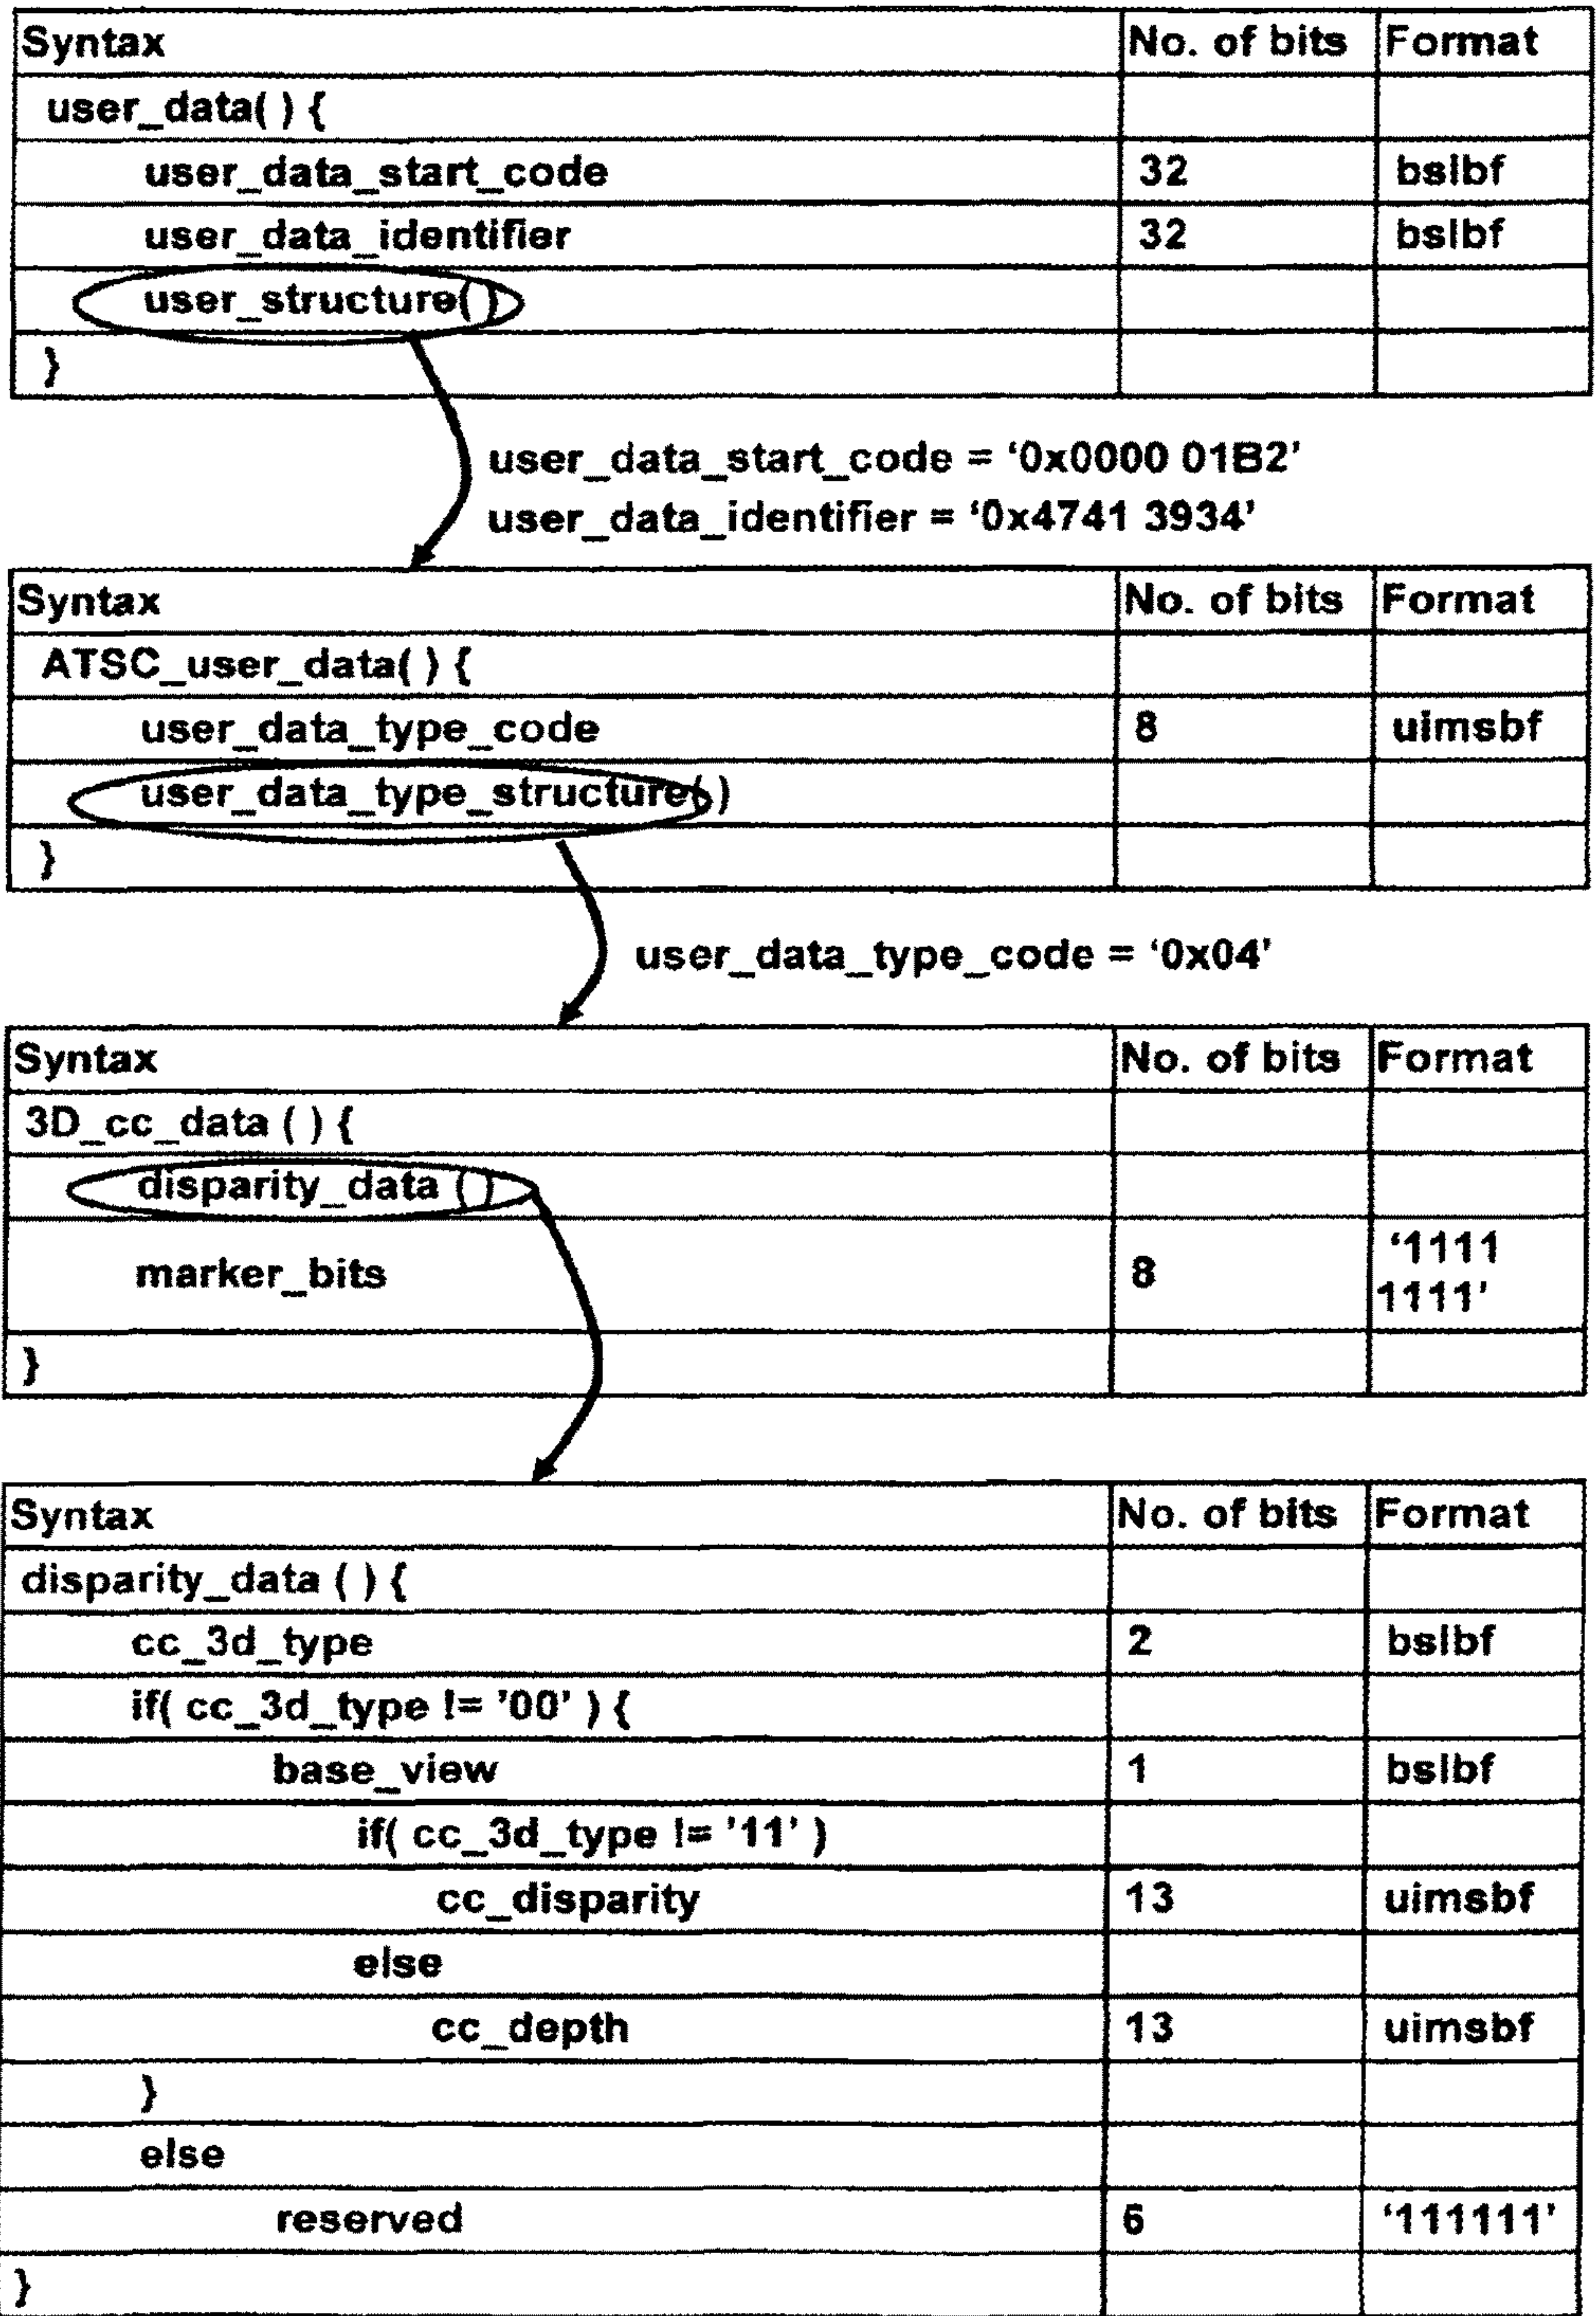 Syntax No. of bits Format
user_data( ) {
user_data_start_code 32 bslbf
user_data_identifier 32 bslbf
user_structure( )
}
user_data_start_code = ‘0x0000 01B2’
user_data_identifier = ‘0x4741 3934’
Syntax No. of bits Format
ATSC_user_data( ) {
user_data_type_code 8 uimsbf
user_data_type_structure( )
}
user_data_type_code = ‘0x04’
Syntax No. of bits Format
3D_cc_data ( ) {
disparity_data ( )
marker_bits 8 ‘1111
1111’
}
Syntax No. of bits Format
disparity_data ( ) {
cc_3d_type 2 bslbf
if( cc_3d_type != ’00’ ) {
base_view 1 bslbf
if( cc_3d_type != ’11’ )
cc_disparity 13 uimsbf
else
cc_depth 13 uimsbf
}
else
reserved 6 ‘111111’
}